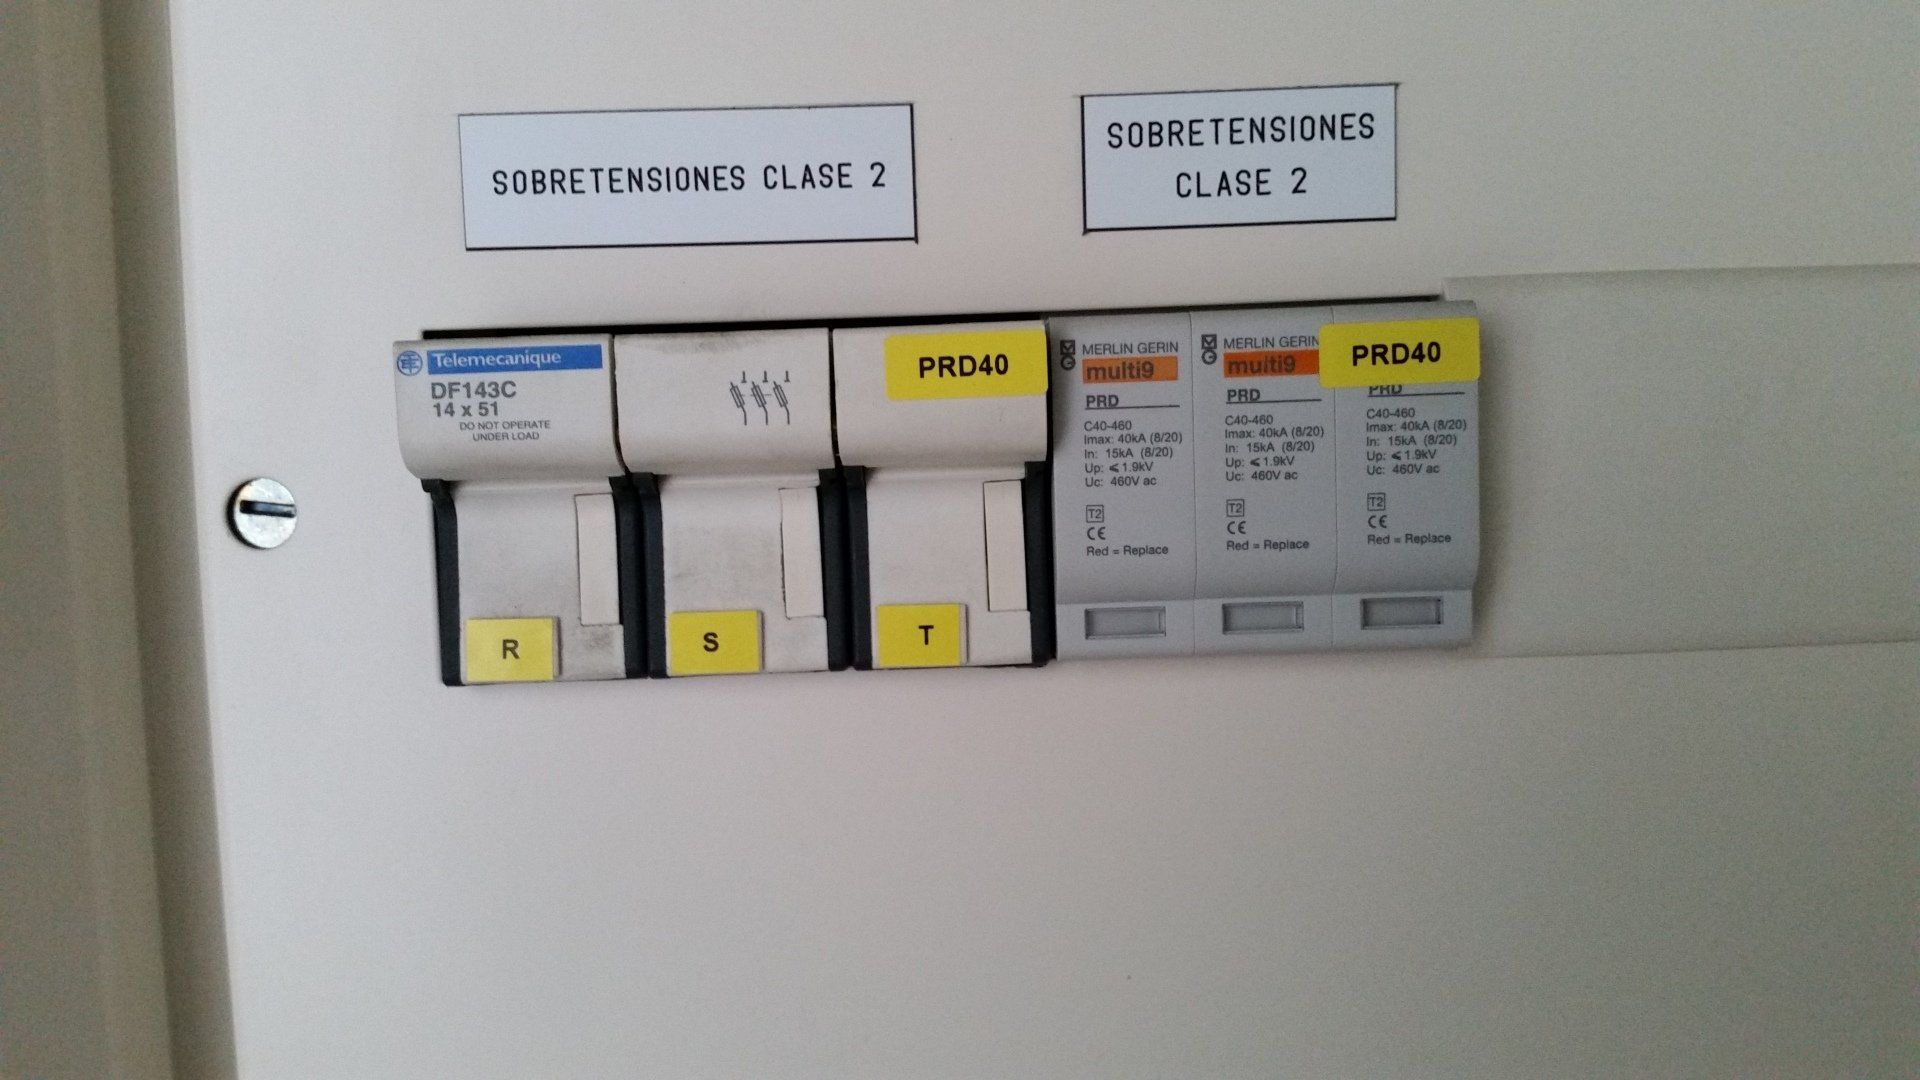 SOBRETENSIONES CLASE 2
SOBRETENSIONES
CLASE 2
Telemecanique
DF143C
14 x 51
DO NOT OPERATE
UNDER LOAD
PRD40
R
S
T
MERLIN GERIN
multi9
PRD
C40-460
Imax: 40kA (8/20)
In: 15kA (8/20)
Up: ⩽ 1.9kV
Uc: 460V ac
T2
CE
Red = Replace
MERLIN GERIN
multi9
PRD
C40-460
Imax: 40kA (8/20)
In: 15kA (8/20)
Up: ⩽ 1.9kV
Uc: 460V ac
T2
CE
Red = Replace
PRD40
PRD
C40-460
Imax: 40kA (8/20)
In: 15kA (8/20)
Up: ⩽ 1.9kV
Uc: 460V ac
T2
CE
Red = Replace